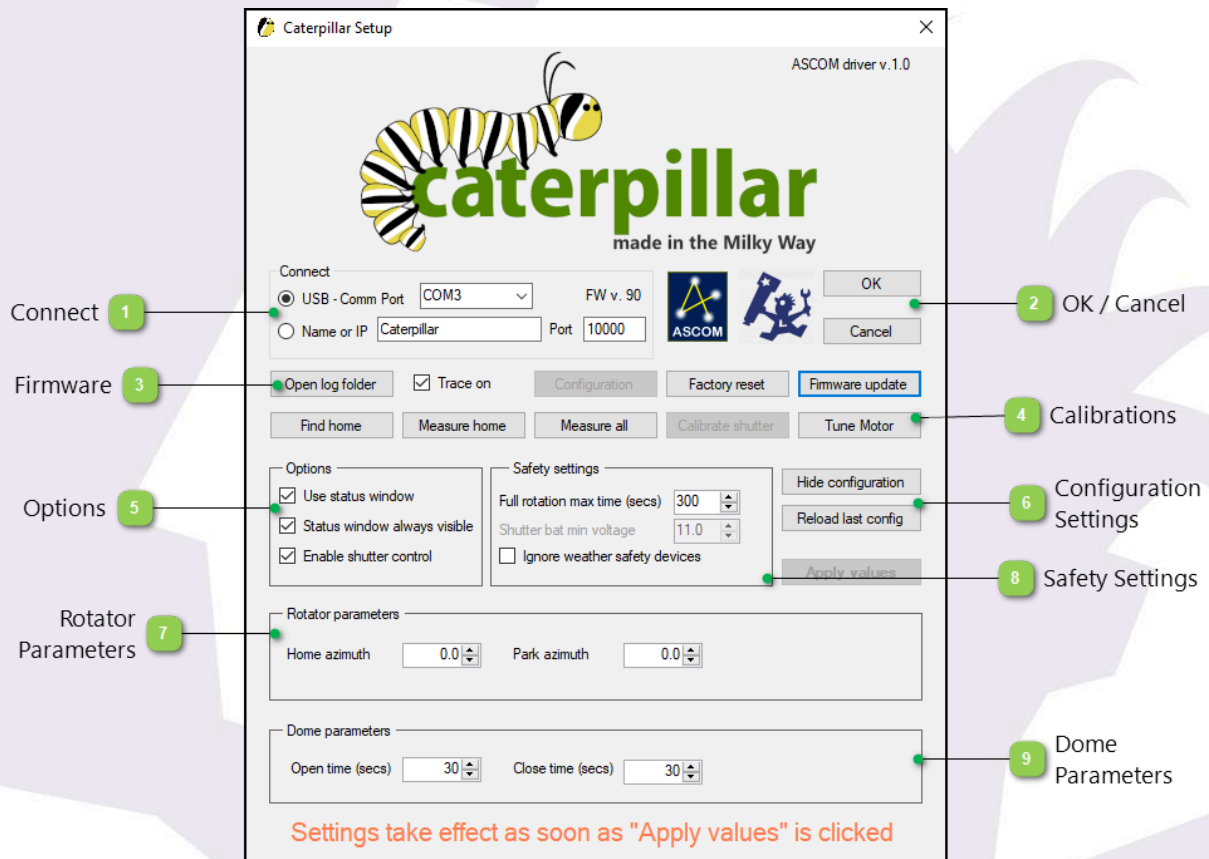 Caterpillar Setup
ASCOM driver v.1.0
caterpillar
made in the Milky Way
Connect
USB - Comm Port COM3 FW v. 90
Name or IP Caterpillar Port 10000
ASCOM
OK
Cancel
Connect 1
2 OK / Cancel
Firmware 3
Open log folder Trace on Configuration Factory reset Firmware update
Find home Measure home Measure all Calibrate shutter Tune Motor
4 Calibrations
Options 5
Options
Use status window
Status window always visible
Enable shutter control
Safety settings
Full rotation max time (secs) 300
Shutter bat min voltage 11.0
Ignore weather safety devices
Hide configuration
Reload last config
Apply values
6 Configuration
Settings
8 Safety Settings
Rotator
Parameters 7
Rotator parameters
Home azimuth 0.0 Park azimuth 0.0
Dome parameters
Open time (secs) 30 Close time (secs) 30
9 Dome
Parameters
Settings take effect as soon as "Apply values" is clicked